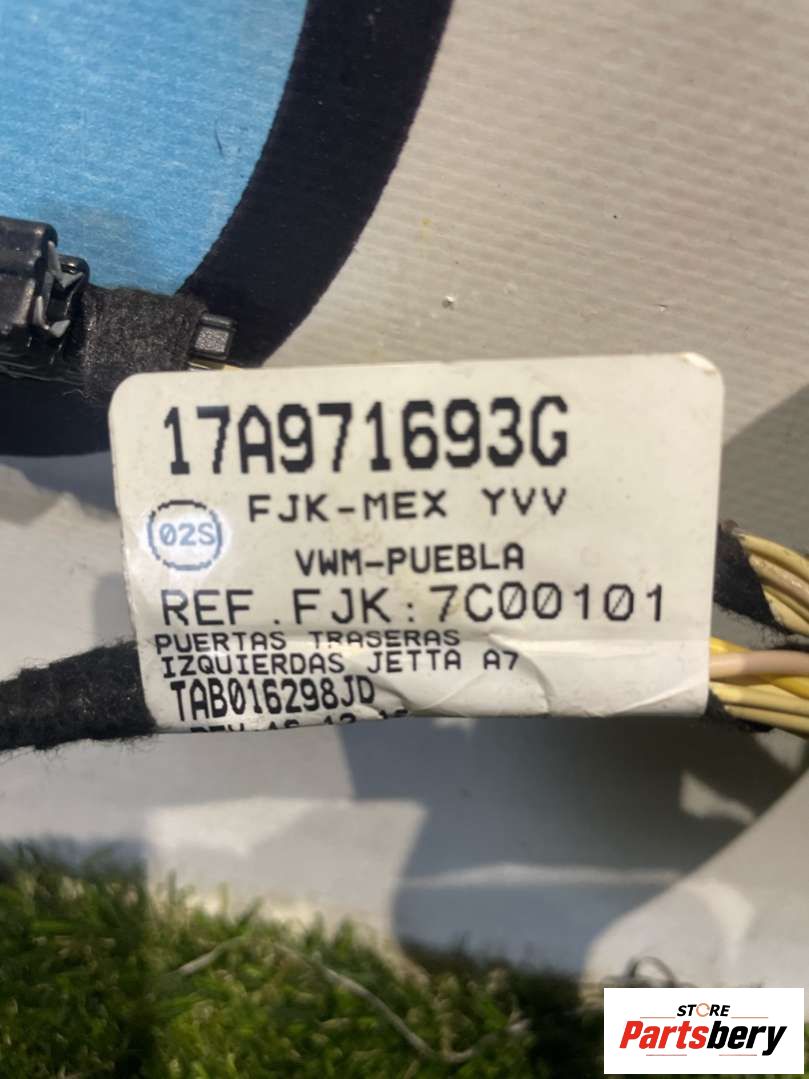 17A971693G
FJK-MEX YVV
02S
VWM-PUEBLA
REF.FJK:7C00101
PUERTAS TRASERAS
IZQUIERDAS JETTA A7
TAB016298JD
STORE
Partsbery